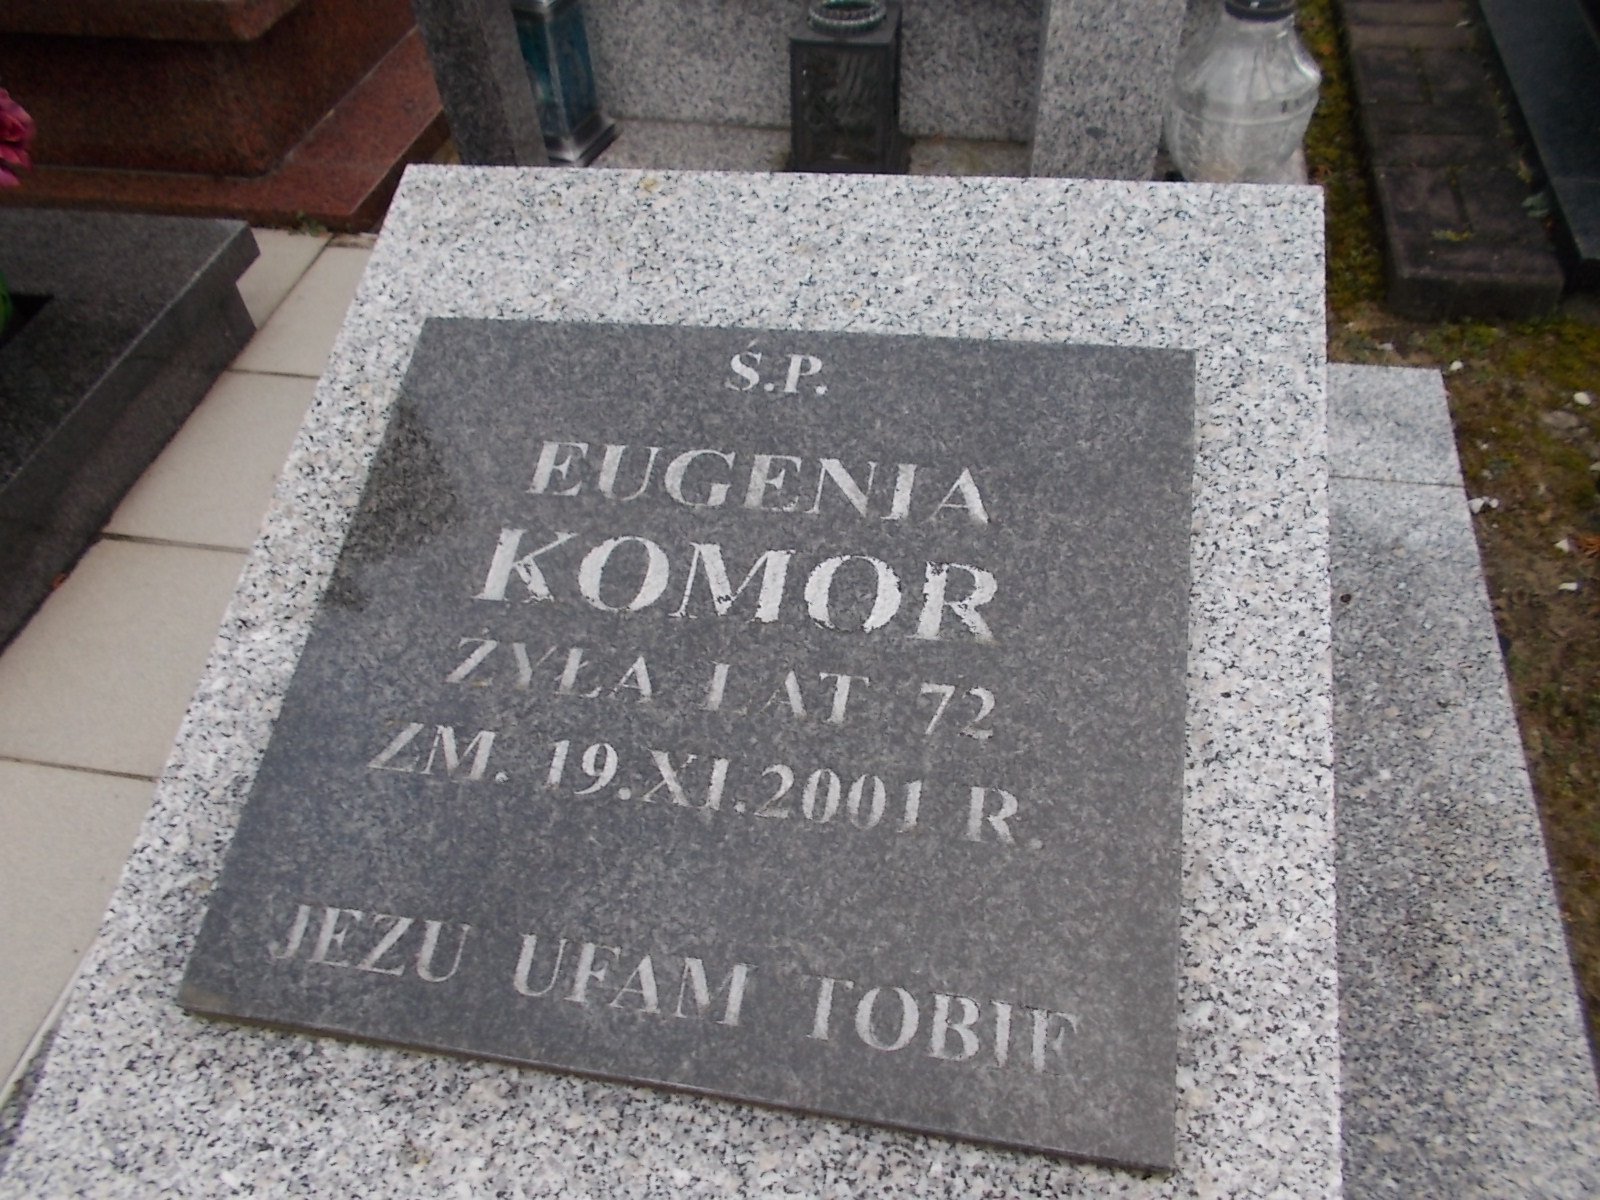 Ś.P.
EUGENIA
KOMOR
ŻYŁA LAT 72
ZM. 19.XI.2001 R.
JEZU UFAM TOBIE